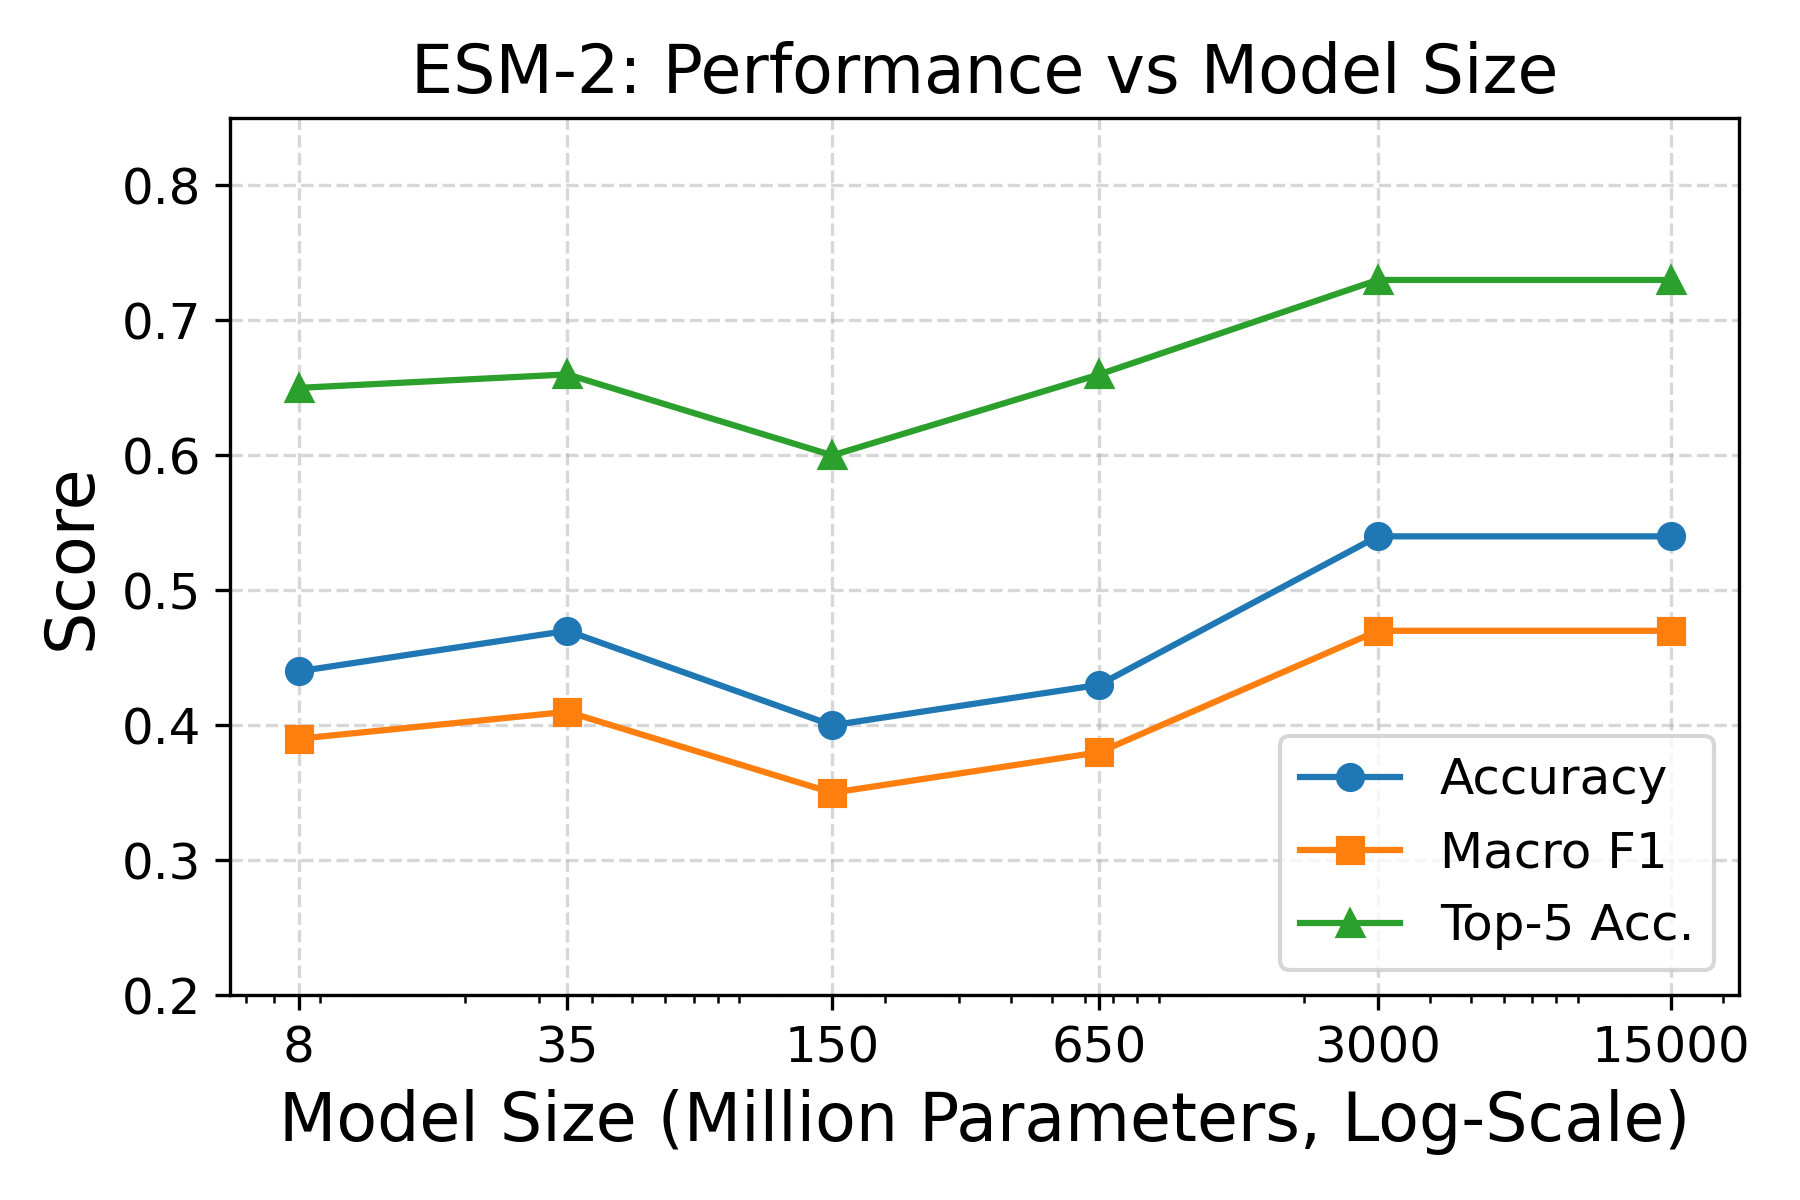 ESM-2: Performance vs Model Size
0.8
0.7
0.6
0.5
0.4
0.3
0.2
Score
Accuracy
Macro F1
Top-5 Acc.
8 35 150 650 3000 15000
Model Size (Million Parameters, Log-Scale)